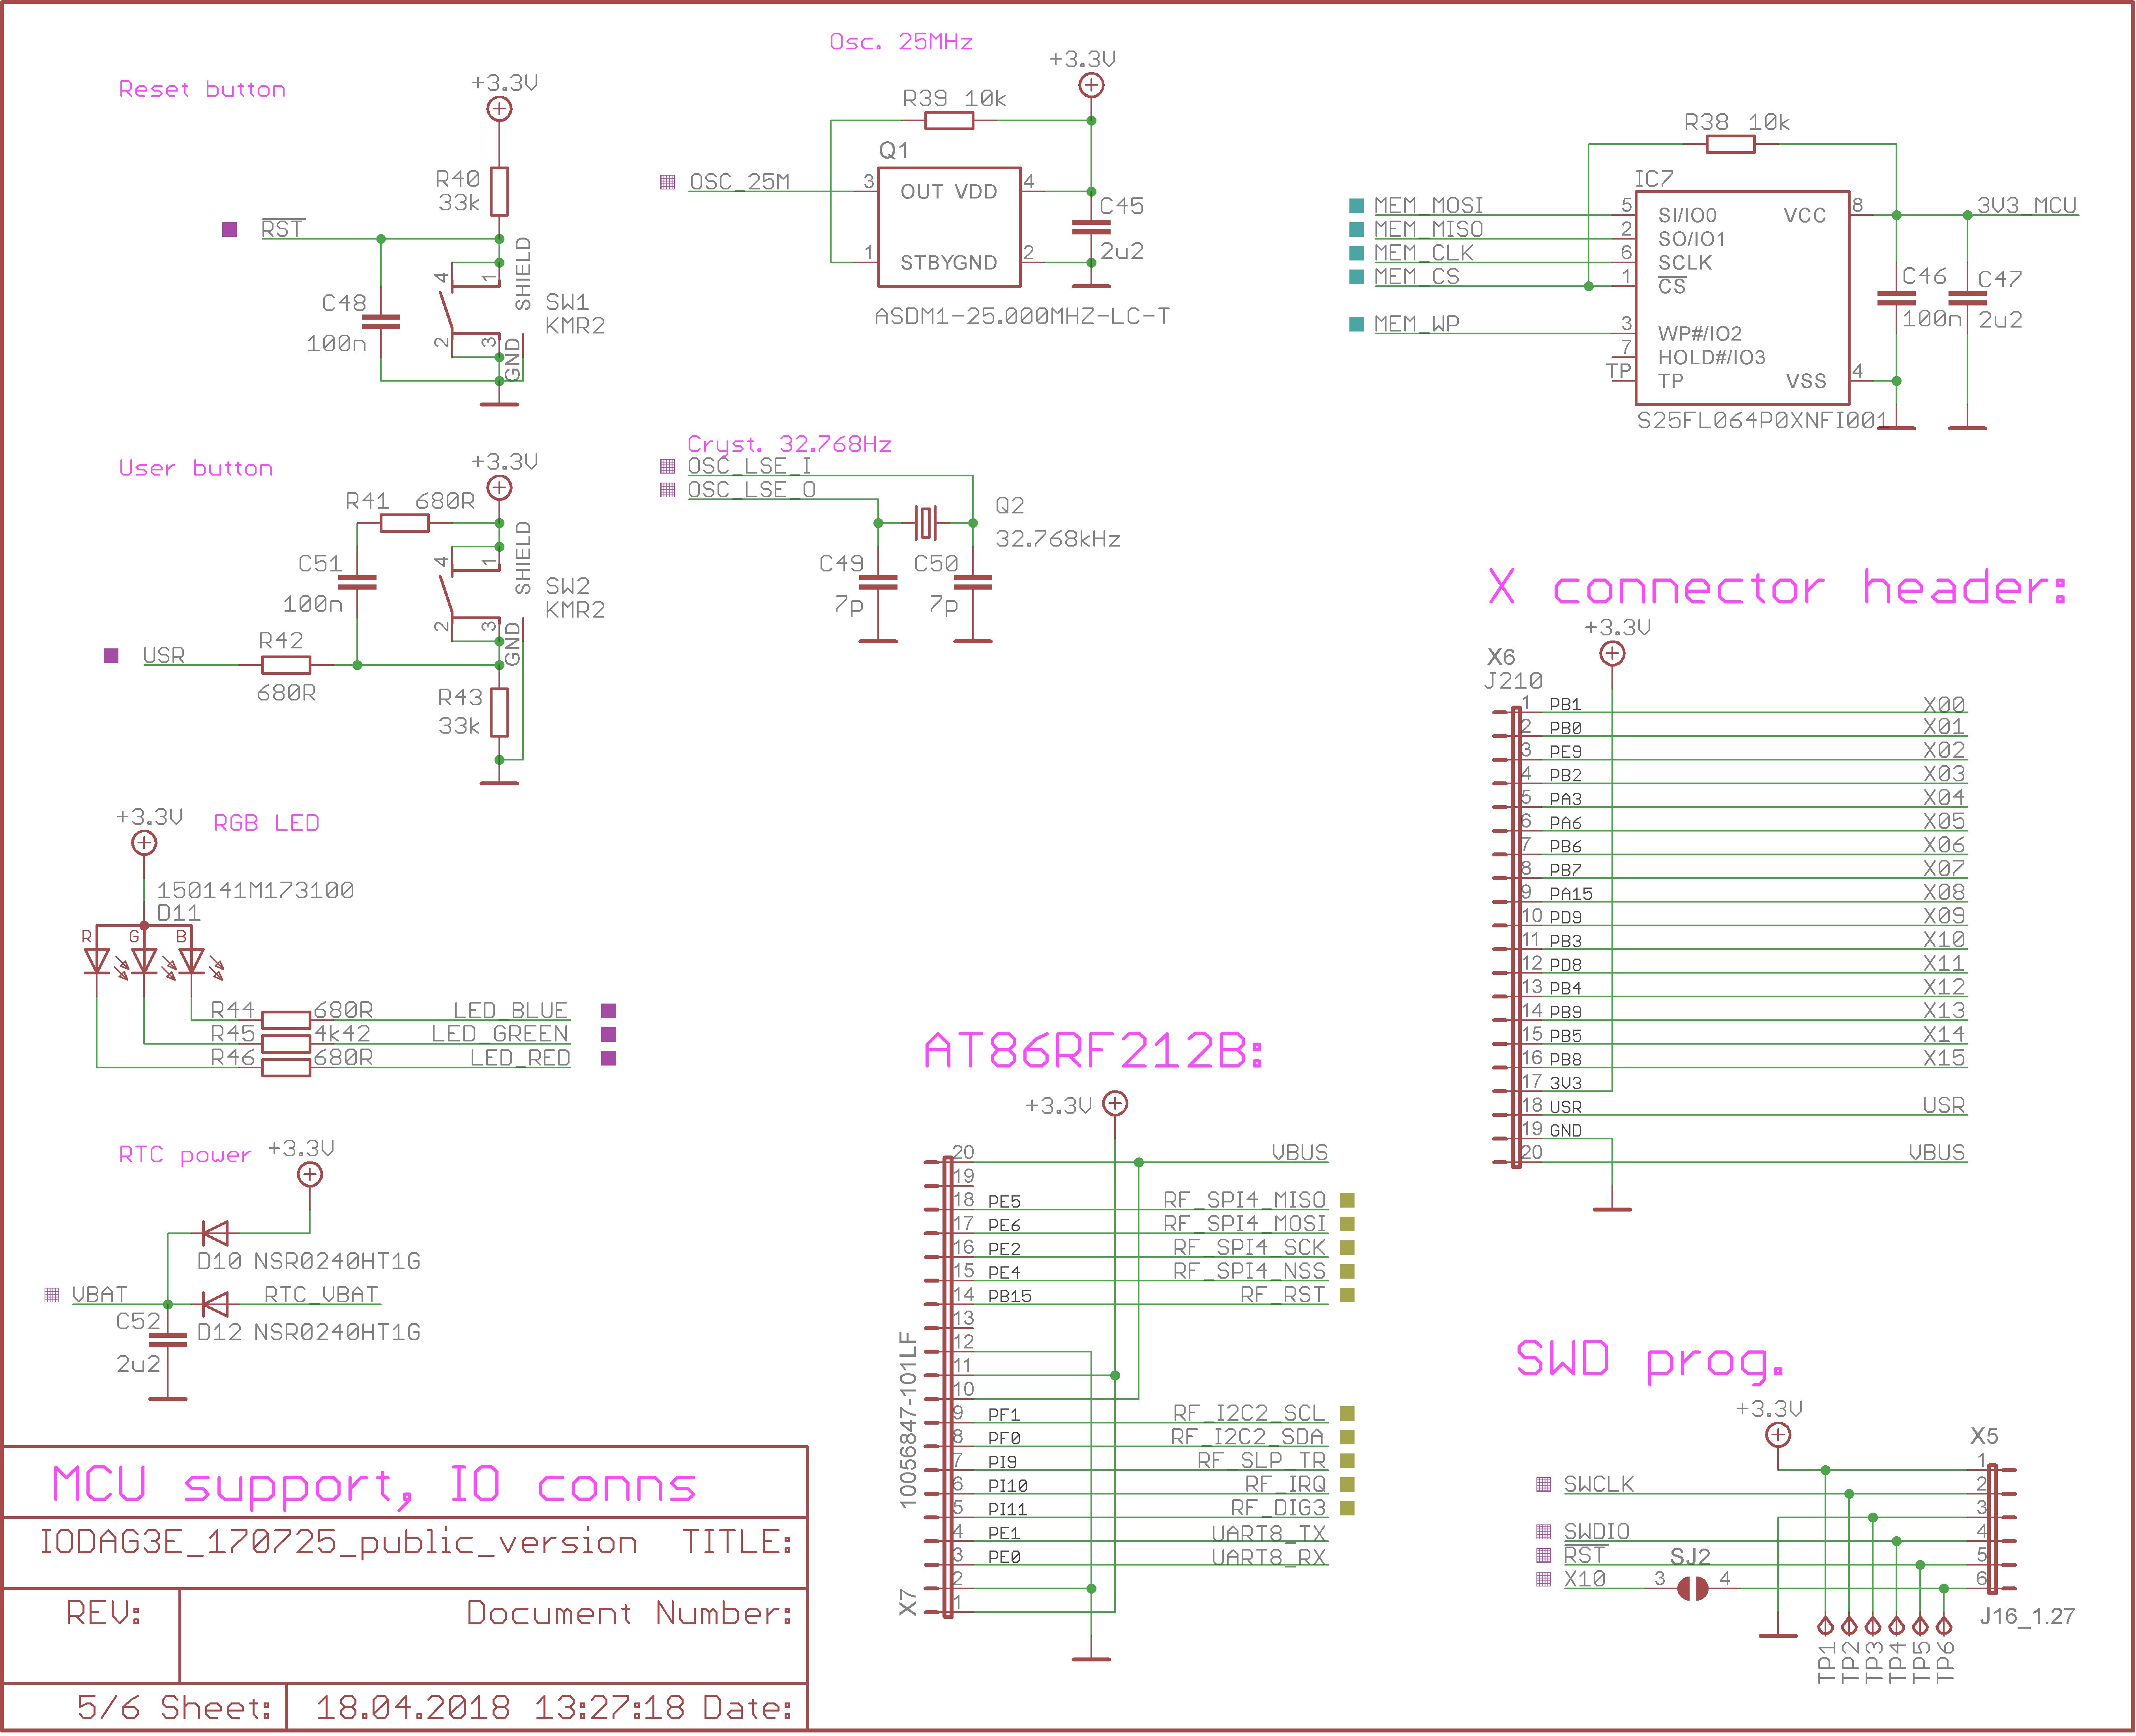 Reset button
+3.3V
R40
33k
RST
C48
100n
4
1
2
3
SHIELD
GND
SW1
KMR2
Osc. 25MHz
+3.3V
R39 10k
Q1
OSC_25M
3
OUT VDD
4
1
STBYGND
2
C45
2u2
ASDM1-25.000MHZ-LC-T
R38 10k
IC7
MEM_MOSI
5
SI/IO0
VCC
8
3V3_MCU
MEM_MISO
2
SO/IO1
MEM_CLK
6
SCLK
MEM_CS
1
CS
MEM_WP
3
WP#/IO2
7
HOLD#/IO3
TP
TP
VSS
4
C46
100n
C47
2u2
S25FL064P0XNFI001
User button
+3.3V
R41 680R
C51
100n
4
1
2
3
SHIELD
GND
SW2
KMR2
USR
R42
680R
R43
33k
Cryst. 32.768Hz
OSC_LSE_I
OSC_LSE_O
Q2
32.768kHz
C49
7p
C50
7p
RGB LED
+3.3V
150141M173100
D11
R
G
B
R44 680R LED_BLUE
R45 4k42 LED_GREEN
R46 680R LED_RED
RTC power
+3.3V
D10 NSR0240HT1G
VBAT
RTC_VBAT
D12 NSR0240HT1G
C52
2u2
X connector header:
+3.3V
X6
J210
1 PB1 X00
2 PB0 X01
3 PE9 X02
4 PB2 X03
5 PA3 X04
6 PA6 X05
7 PB6 X06
8 PB7 X07
9 PA15 X08
10 PD9 X09
11 PB3 X10
12 PD8 X11
13 PB4 X12
14 PB9 X13
15 PB5 X14
16 PB8 X15
17 3V3
18 USR USR
19 GND
20 VBUS
AT86RF212B:
+3.3V
20 VBUS
19
18 PE5 RF_SPI4_MISO
17 PE6 RF_SPI4_MOSI
16 PE2 RF_SPI4_SCK
15 PE4 RF_SPI4_NSS
14 PB15 RF_RST
13
12
11
10
9 PF1 RF_I2C2_SCL
8 PF0 RF_I2C2_SDA
7 PI9 RF_SLP_TR
6 PI10 RF_IRQ
5 PI11 RF_DIG3
4 PE1 UART8_TX
3 PE0 UART8_RX
2
1
10056847-101LF
X7
SWD prog.
+3.3V
X5
1
SWCLK
2
3
SWDIO
4
RST
5
X10
3
SJ2
4
6
J16_1.27
TP1
TP2
TP3
TP4
TP5
TP6
MCU support, IO conns
IODAG3E_170725_public_version TITLE:
REV:
Document Number:
5/6 Sheet:
18.04.2018 13:27:18 Date: